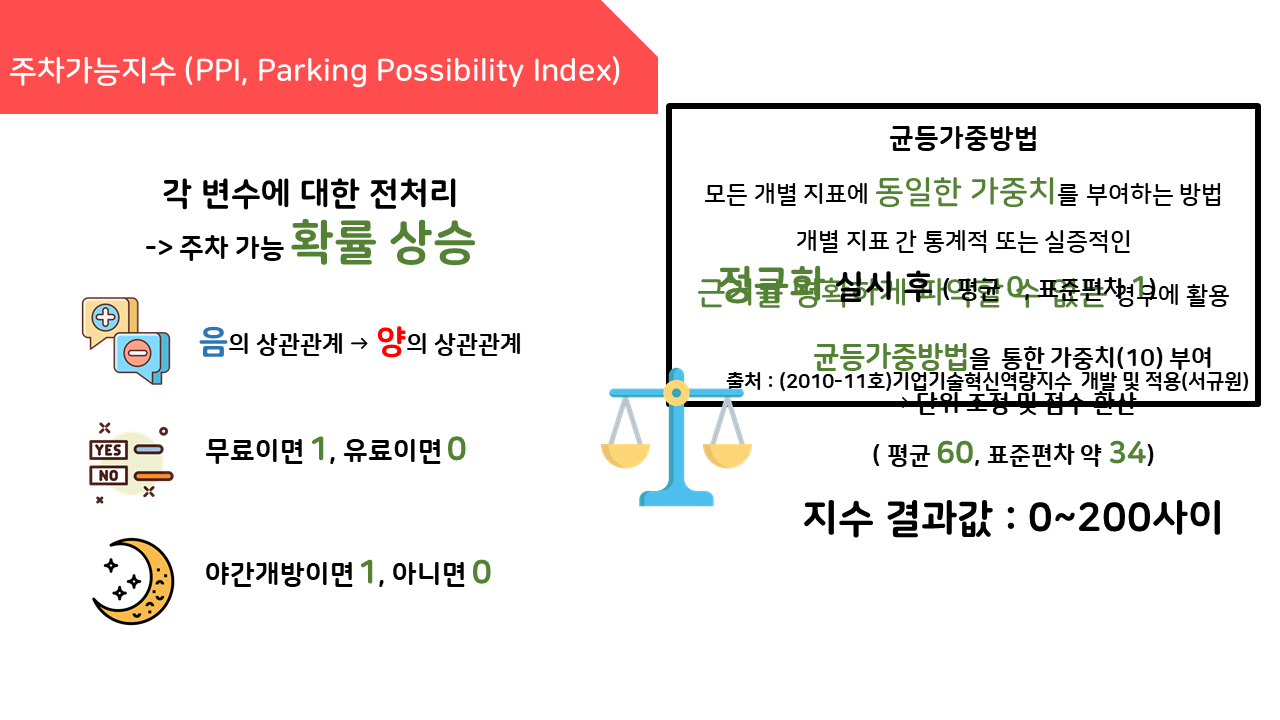 주차가능지수 (PPI, Parking Possibility Index)
각 변수에 대한 전처리
-> 주차 가능 확률 상승
음의 상관관계 → 양의 상관관계
YES
NO
무료이면 1, 유료이면 0
야간개방이면 1, 아니면 0
균등가중방법
모든 개별 지표에 동일한 가중치를 부여하는 방법
개별 지표 간 통계적 또는 실증적인
근거를 명확하게 파악할 수 없는 경우에 활용
정규화 실시 후 ( 평균 0, 표준편차 1)
균등가중방법을 통한 가중치(10) 부여
출처 : (2010-11호)기업기술혁신역량지수 개발 및 적용(서규원)
→ 단위 조정 및 점수 환산
( 평균 60, 표준편차 약 34)
지수 결과값 : 0~200사이